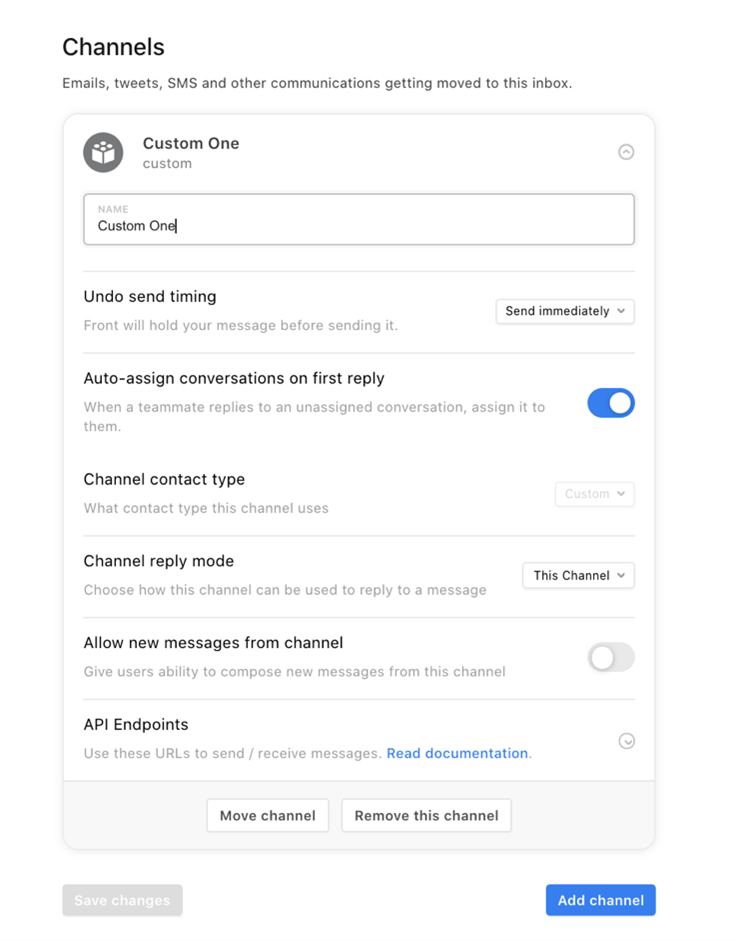 Channels
Emails, tweets, SMS and other communications getting moved to this inbox.
Custom One
custom
NAME
Custom One
Undo send timing
Front will hold your message before sending it.
Send immediately
Auto-assign conversations on first reply
When a teammate replies to an unassigned conversation, assign it to
them.
Channel contact type
What contact type this channel uses
Custom
Channel reply mode
Choose how this channel can be used to reply to a message
This Channel
Allow new messages from channel
Give users ability to compose new messages from this channel
API Endpoints
Use these URLs to send / receive messages. Read documentation.
Move channel
Remove this channel
Save changes
Add channel